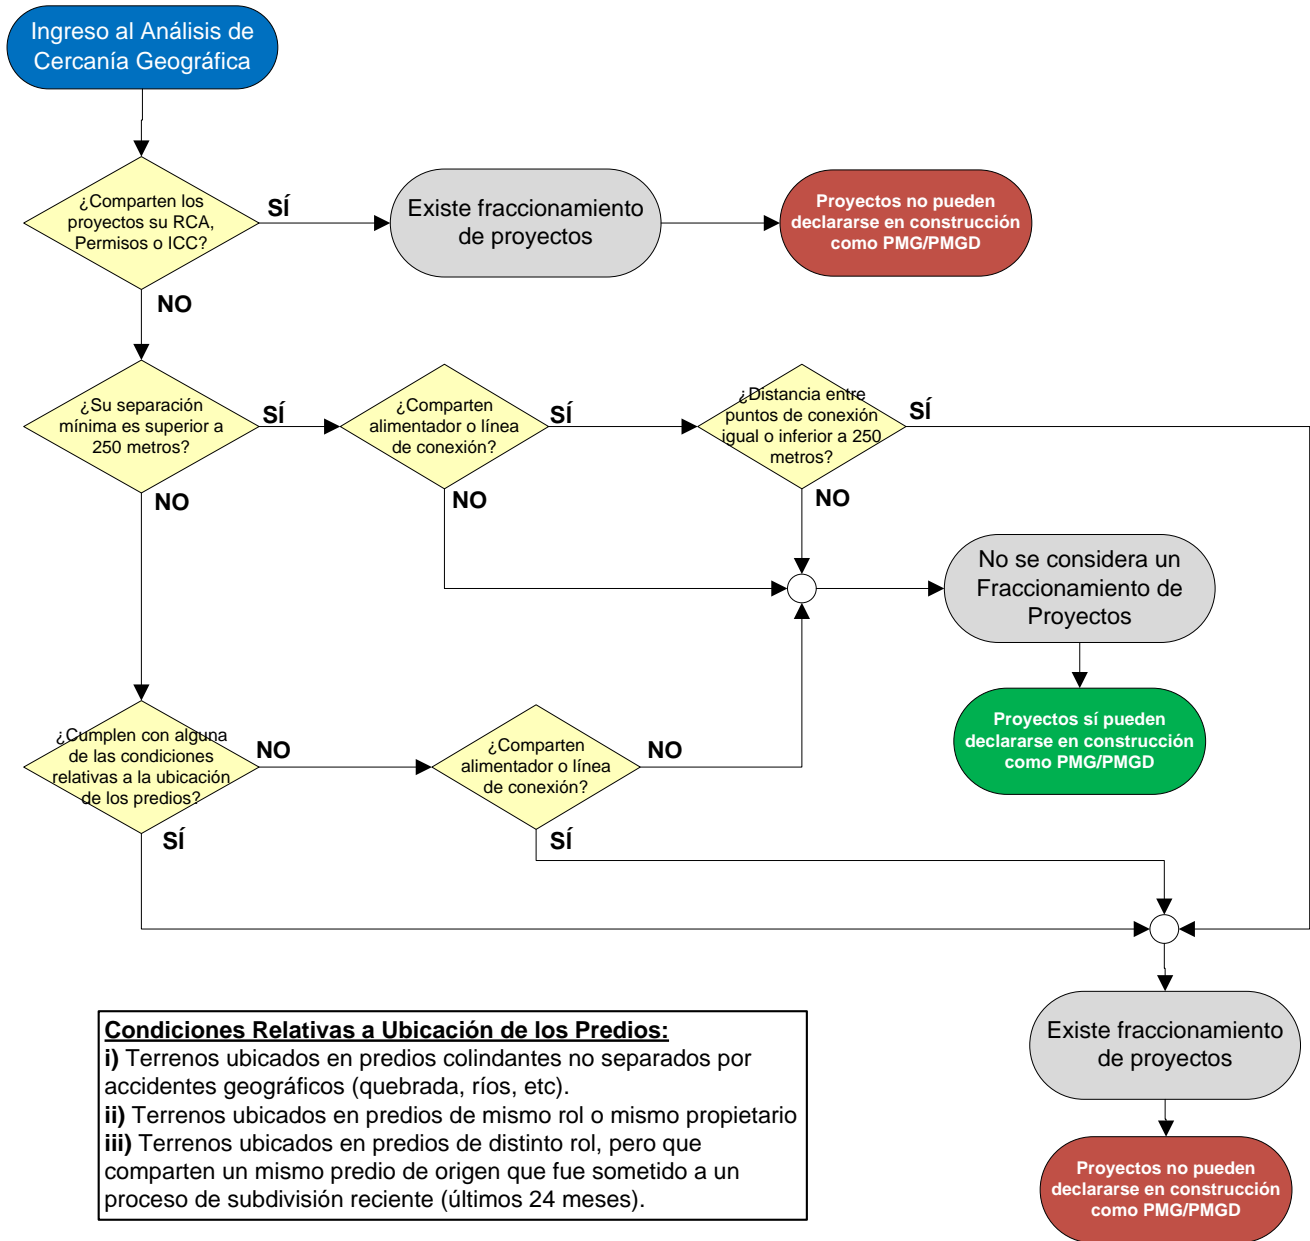 Ingreso al Análisis de
Cercanía Geográfica
¿Comparten los
proyectos su RCA,
Permisos o ICC?
SÍ
Existe fraccionamiento
de proyectos
Proyectos no pueden
declararse en construcción
como PMG/PMGD
NO
¿Su separación
mínima es superior a
250 metros?
SÍ
¿Comparten
alimentador o línea
de conexión?
SÍ
¿Distancia entre
puntos de conexión
igual o inferior a 250
metros?
SÍ
NO
NO
NO
No se considera un
Fraccionamiento de
Proyectos
Proyectos sí pueden
declararse en construcción
como PMG/PMGD
¿Cumplen con alguna
de las condiciones
relativas a la ubicación
de los predios?
NO
¿Comparten
alimentador o línea
de conexión?
NO
SÍ
SÍ
Existe fraccionamiento
de proyectos
Proyectos no pueden
declararse en construcción
como PMG/PMGD
Condiciones Relativas a Ubicación de los Predios:
i) Terrenos ubicados en predios colindantes no separados por
accidentes geográficos (quebrada, ríos, etc).
ii) Terrenos ubicados en predios de mismo rol o mismo propietario
iii) Terrenos ubicados en predios de distinto rol, pero que
comparten un mismo predio de origen que fue sometido a un
proceso de subdivisión reciente (últimos 24 meses).